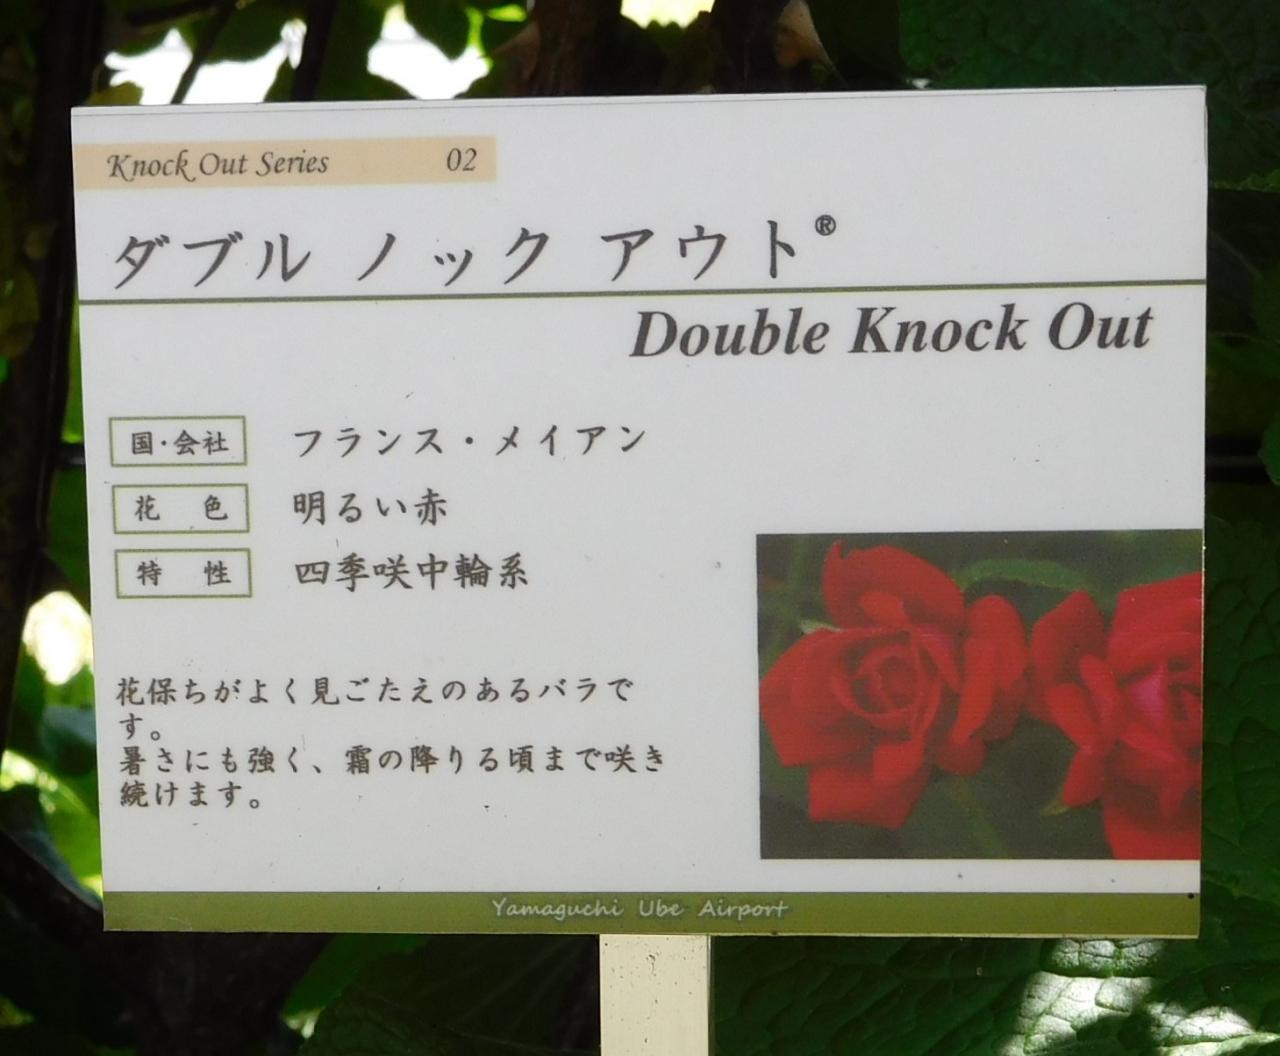 Knock Out Series 02
ダブル ノック アウト®
Double Knock Out
国・会社 フランス・メイアン
花 色 明るい赤
特 性 四季咲中輪系
花保ちがよく見ごたえのあるバラで
す。
暑さにも強く、霜の降りる頃まで咲き
続けます。
Yamaguchi Ube Airport